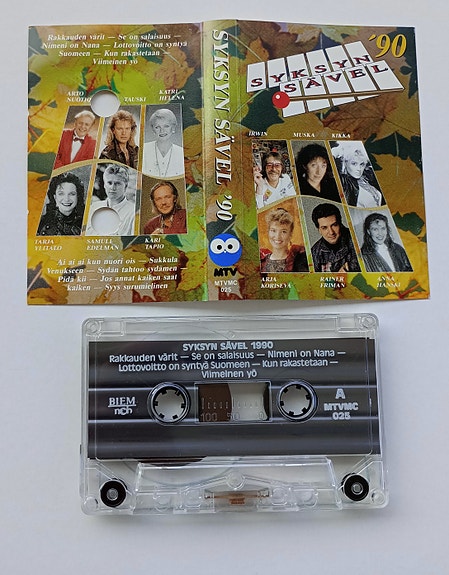 Rakkauden värit — Se on salaisuus —
Nimeni on Nana — Lottovoitto on syntyä
Suomeen — Kun rakastetaan —
Viimeinen yö
ARTO
NUOTIO
TAUSKI
KATRI-
HELENA
TARJA
YLITALO
SAMULI
EDELMAN
KARI
TAPIO
Ai ai ai kun nuori ois — Sukkula
Venukseen — Sydän tahtoo sydämen —
Pidä kii — Jos annat kaiken saat
kaiken — Syys surumielinen
SYKSYN SÄVEL '90
MTV
MTVMC
025
'90
SYKSYN
SÄVEL
IRWIN
MUSKA
KIKKA
ARJA
KORISEVA
RAINER
FRIMAN
ANNA
HANSKI
SYKSYN SÄVEL 1990
Rakkauden värit — Se on salaisuus — Nimeni on Nana —
Lottovoitto on syntyä Suomeen — Kun rakastetaan —
Viimeinen yö
BIEM
ncb
A
MTVMC
025
100 50 0